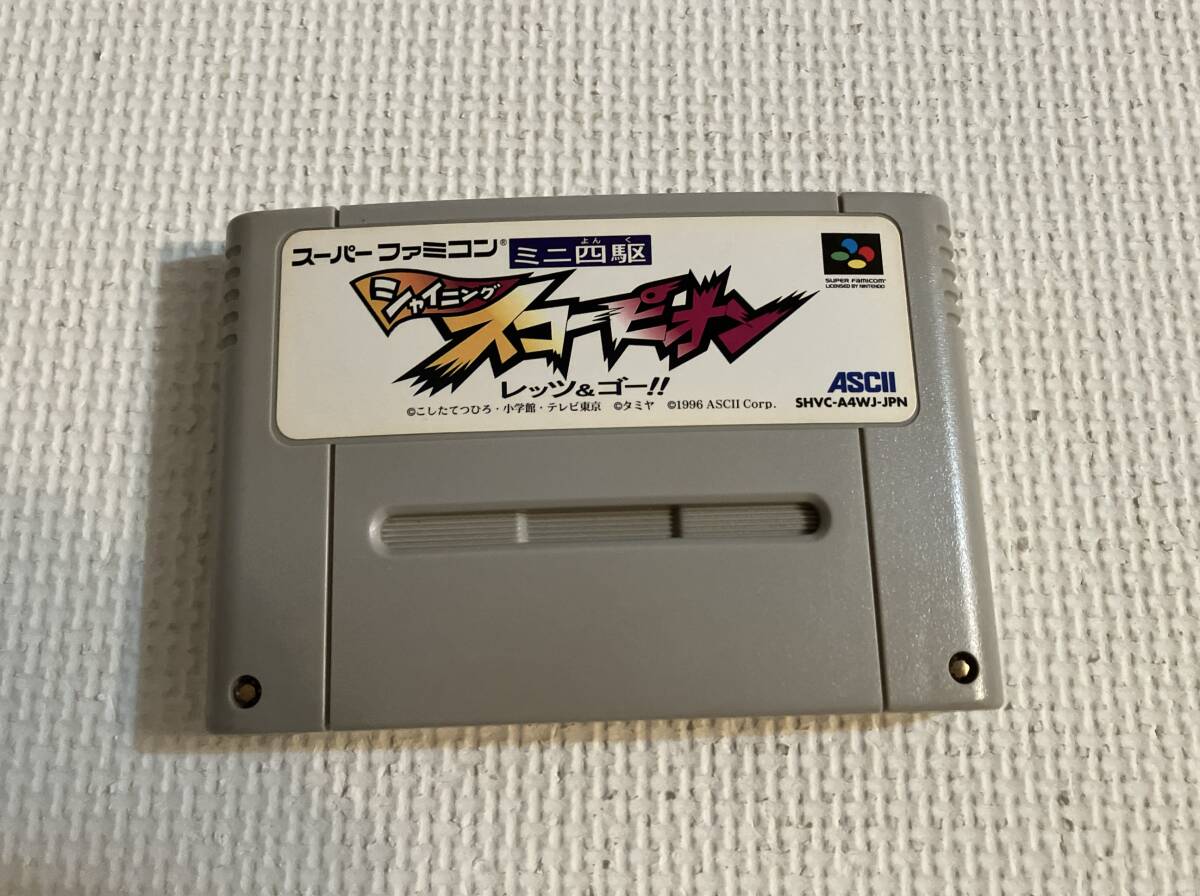 スーパーファミコン® ミニ四駆
よんく
シャイニング
スコーピオン
レッツ&ゴー!!
©こしたてつひろ・小学館・テレビ東京 ©タミヤ ©1996 ASCII Corp.
SUPER FAMICOM
LICENSED BY NINTENDO
ASCII
SHVC-A4WJ-JPN